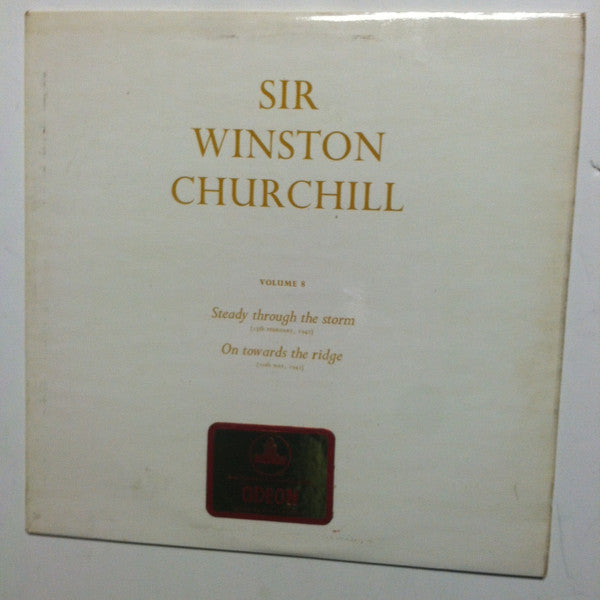 SIR
WINSTON
CHURCHILL
VOLUME 8
Steady through the storm
On towards the ridge
ODEON